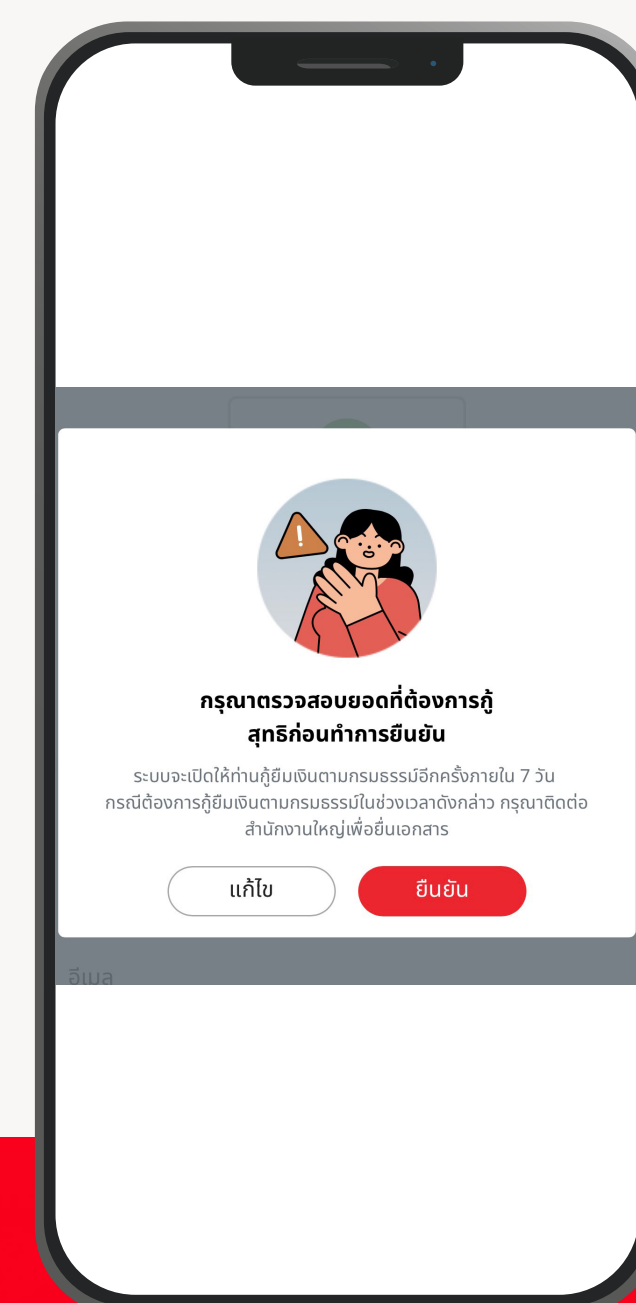 !
กรุณาตรวจสอบยอดที่ต้องการกู้
สุทธิก่อนทำการยืนยัน
ระบบจะเปิดให้ท่านกู้ยืมเงินตามกรมธรรม์อีกครั้งภายใน 7 วัน
กรณีต้องการกู้ยืมเงินตามกรมธรรม์ในช่วงเวลาดังกล่าว กรุณาติดต่อ
สำนักงานใหญ่เพื่อยื่นเอกสาร
แก้ไข ยืนยัน
อีเมล